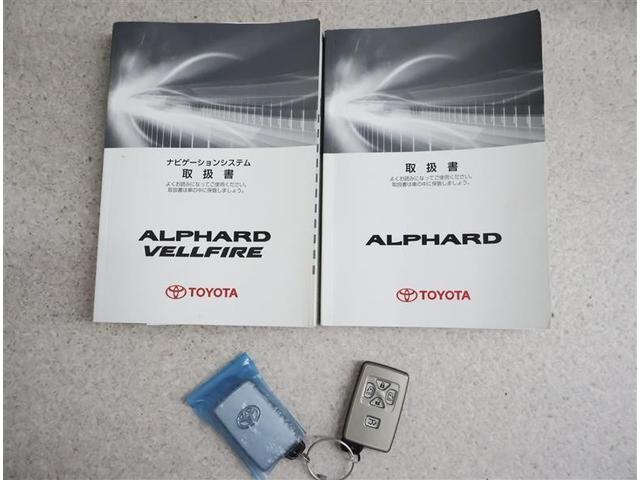 ナビゲーションシステム
取扱書
よくお読みになってご使用ください。
取扱書は車の中に保管しましょう。
ALPHARD
VELLFIRE
TOYOTA
取扱書
よくお読みになってご使用ください。
取扱書は車の中に保管しましょう。
ALPHARD
TOYOTA